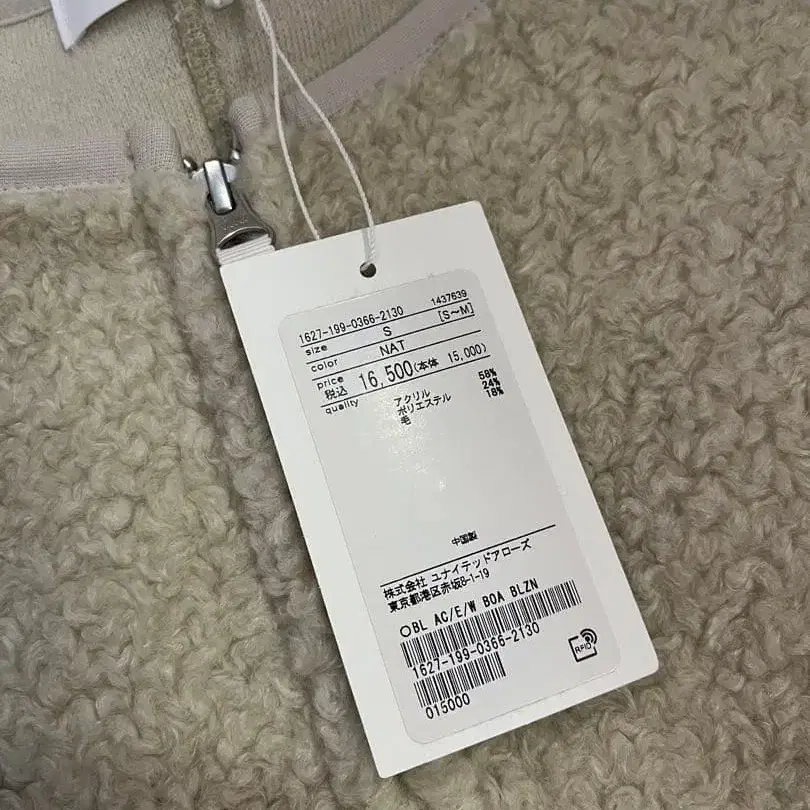 1627-199-0366-2130 1437639
size S [S~M]
color NAT
price
税込 16,500(本体 15,000)
quality アクリル 58%
ポリエステル 24%
毛 18%
中国製
株式会社 ユナイテッドアローズ
東京都港区赤坂8-1-19
○BL AC/E/W BOA BLZN
1627-199-0366-2130
RFID
015000